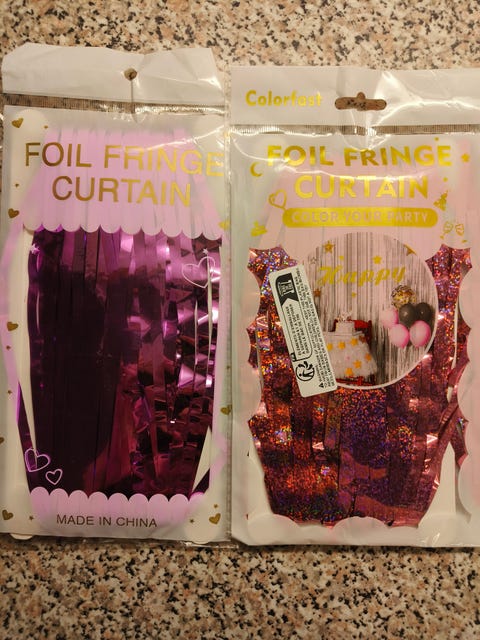 FOIL FRINGE
CURTAIN
MADE IN CHINA
Colorfast
FOIL FRINGE
CURTAIN
COLOR YOUR PARTY
Happy